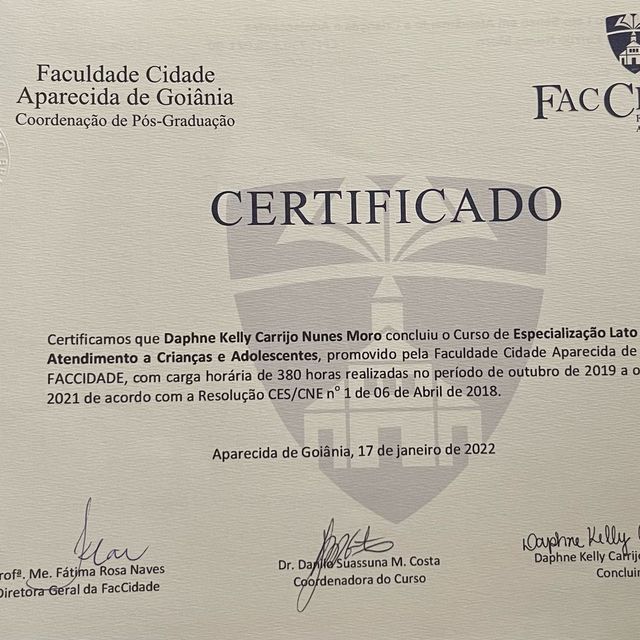 Faculdade Cidade
Aparecida de Goiânia
Coordenação de Pós-Graduação
FACC
CERTIFICADO
Certificamos que Daphne Kelly Carrijo Nunes Moro concluiu o Curso de Especialização Lato
Atendimento a Crianças e Adolescentes, promovido pela Faculdade Cidade Aparecida de
FACCIDADE, com carga horária de 380 horas realizadas no período de outubro de 2019 a o
2021 de acordo com a Resolução CES/CNE nº 1 de 06 de Abril de 2018.
Aparecida de Goiânia, 17 de janeiro de 2022
Daphne Kelly
rofª. Me. Fátima Rosa Naves
Diretora Geral da FacCidade
Dr. Danilo Suassuna M. Costa
Coordenadora do Curso
Daphne Kelly Carrij
Concluin